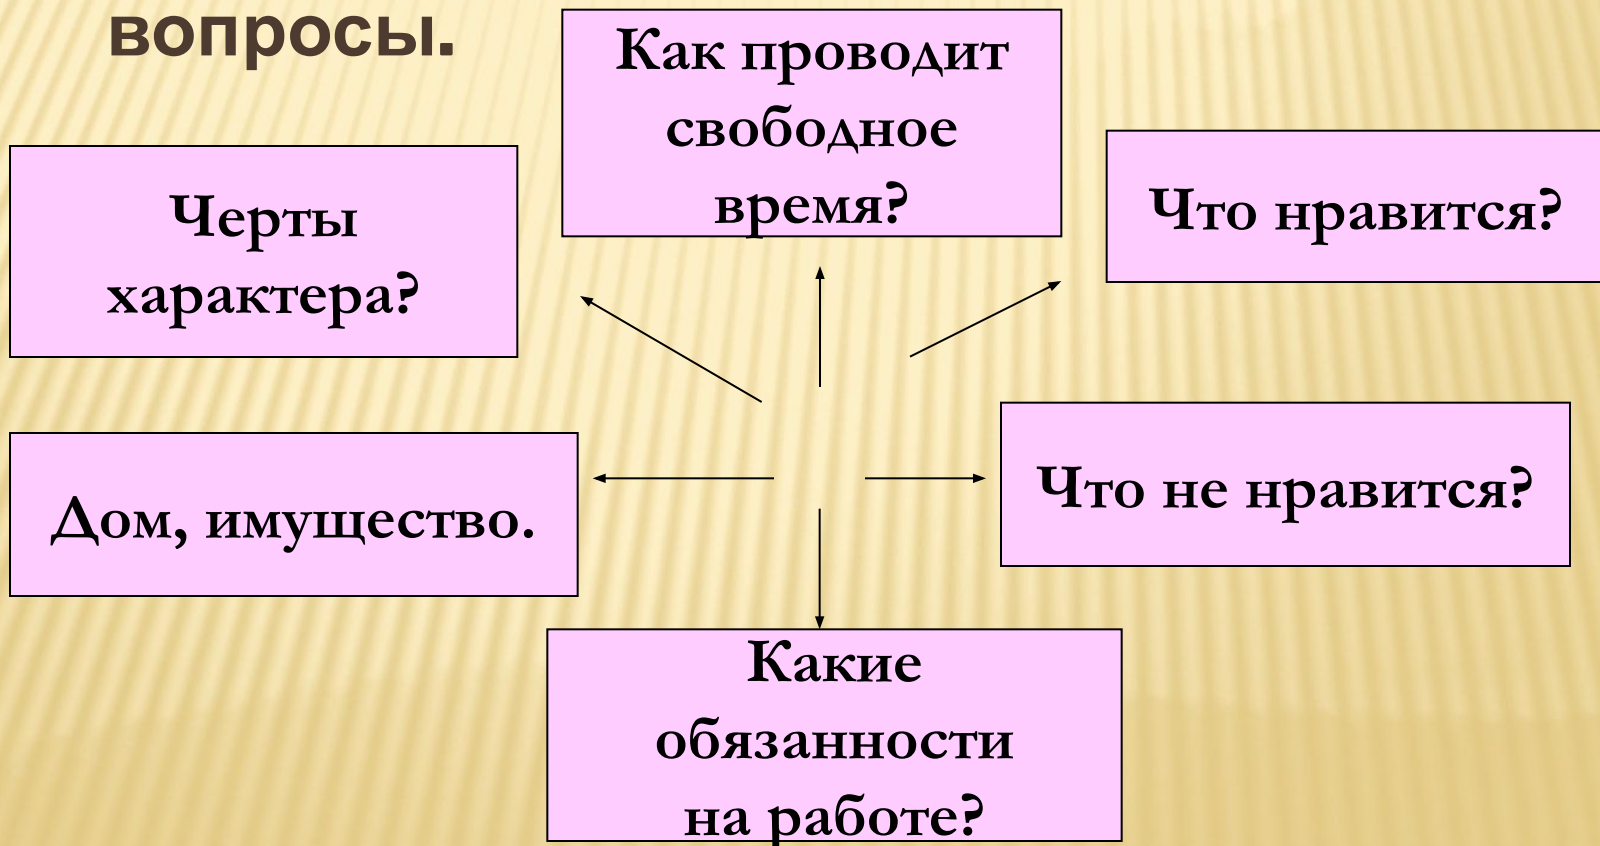 вопросы.
Как проводит
свободное
время?
Что нравится?
Черты
характера?
Что не нравится?
Дом, имущество.
Какие
обязанности
на работе?